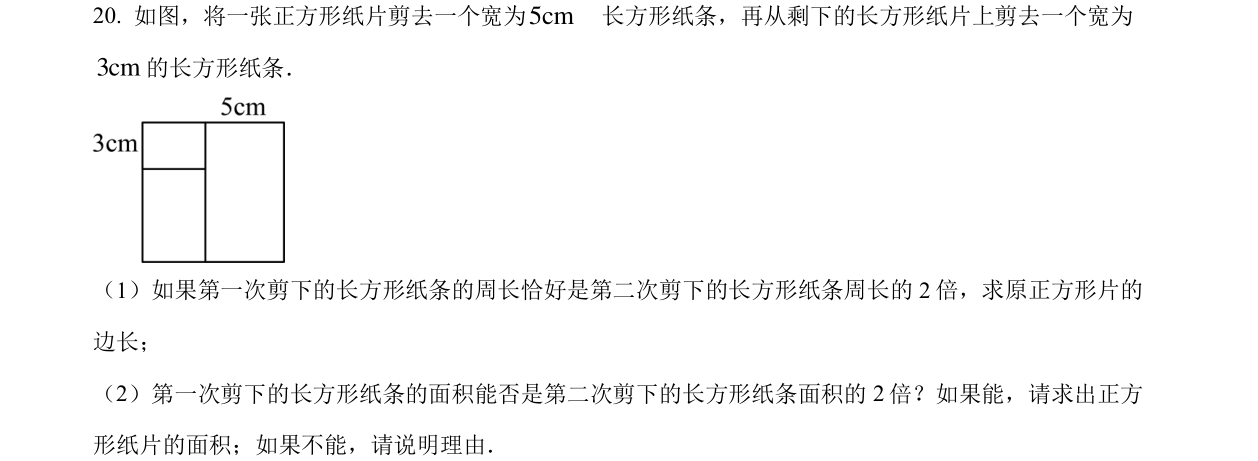 20. 如图，将一张正方形纸片剪去一个宽为5cm 长方形纸条，再从剩下的长方形纸片上剪去一个宽为
3cm的长方形纸条．
5cm
3cm
（1）如果第一次剪下的长方形纸条的周长恰好是第二次剪下的长方形纸条周长的 2 倍，求原正方形片的
边长；
（2）第一次剪下的长方形纸条的面积能否是第二次剪下的长方形纸条面积的 2 倍？如果能，请求出正方
形纸片的面积；如果不能，请说明理由．